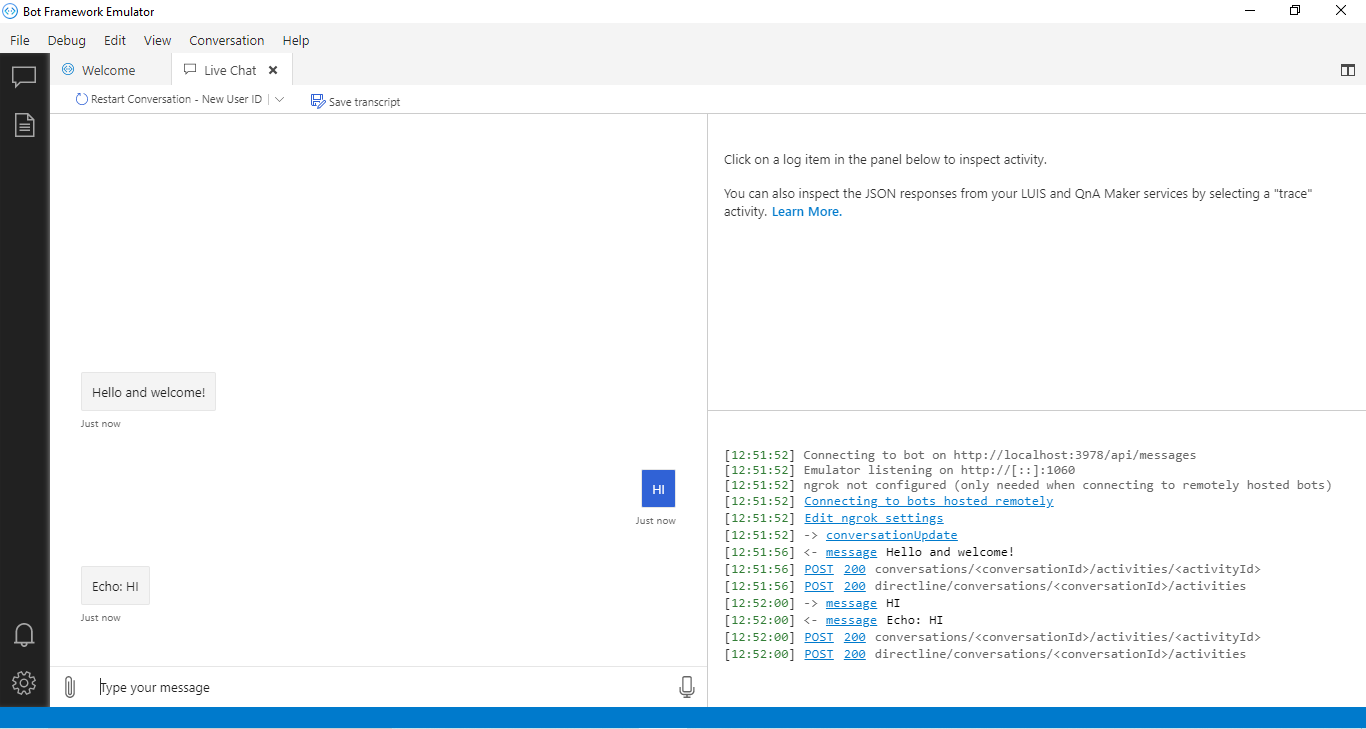 Bot Framework Emulator
File Debug Edit View Conversation Help
Welcome Live Chat
Restart Conversation - New User ID Save transcript
Hello and welcome!
Just now
HI
Just now
Echo: HI
Just now
Type your message
Click on a log item in the panel below to inspect activity.
You can also inspect the JSON responses from your LUIS and QnA Maker services by selecting a "trace"
activity. Learn More.
[12:51:52] Connecting to bot on http://localhost:3978/api/messages
[12:51:52] Emulator listening on http://[::]:1060
[12:51:52] ngrok not configured (only needed when connecting to remotely hosted bots)
[12:51:52] Connecting to bots hosted remotely
[12:51:52] Edit ngrok settings
[12:51:52] -> conversationUpdate
[12:51:56] <- message Hello and welcome!
[12:51:56] POST 200 conversations/<conversationId>/activities/<activityId>
[12:51:56] POST 200 directline/conversations/<conversationId>/activities
[12:52:00] -> message HI
[12:52:00] <- message Echo: HI
[12:52:00] POST 200 conversations/<conversationId>/activities/<activityId>
[12:52:00] POST 200 directline/conversations/<conversationId>/activities